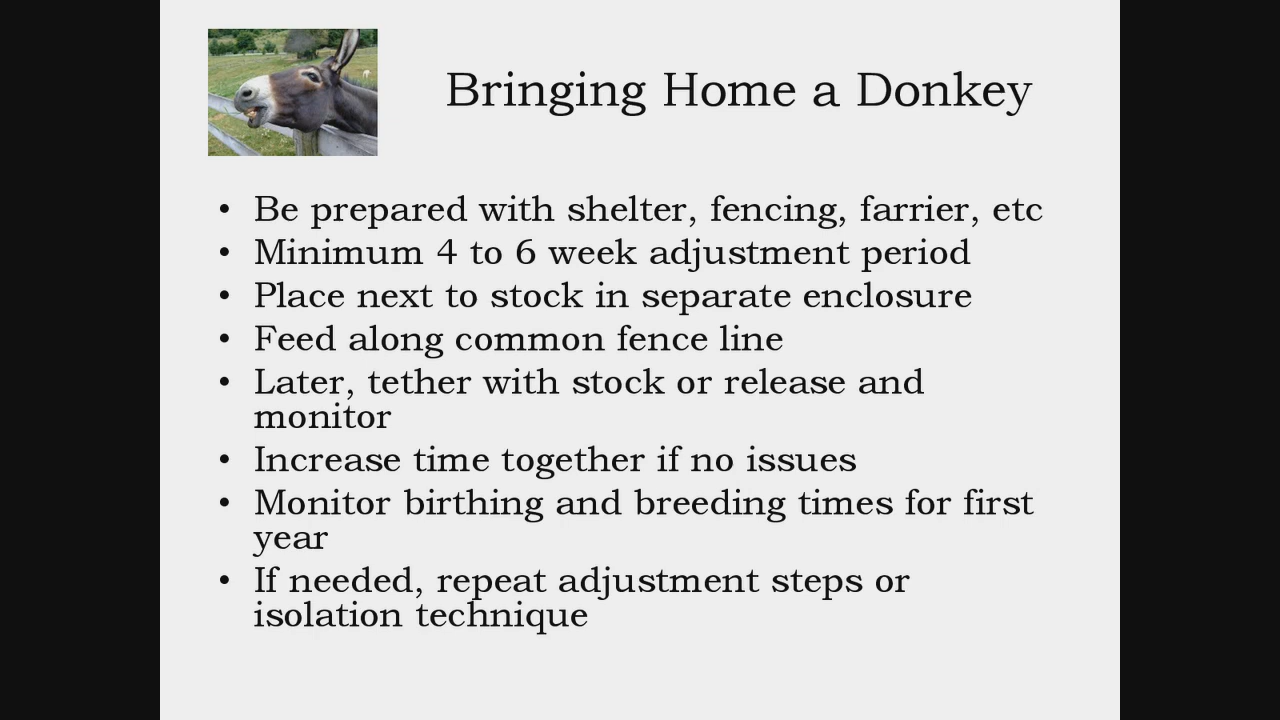 Bringing Home a Donkey
• Be prepared with shelter, fencing, farrier, etc
• Minimum 4 to 6 week adjustment period
• Place next to stock in separate enclosure
• Feed along common fence line
• Later, tether with stock or release and
monitor
• Increase time together if no issues
• Monitor birthing and breeding times for first
year
• If needed, repeat adjustment steps or
isolation technique